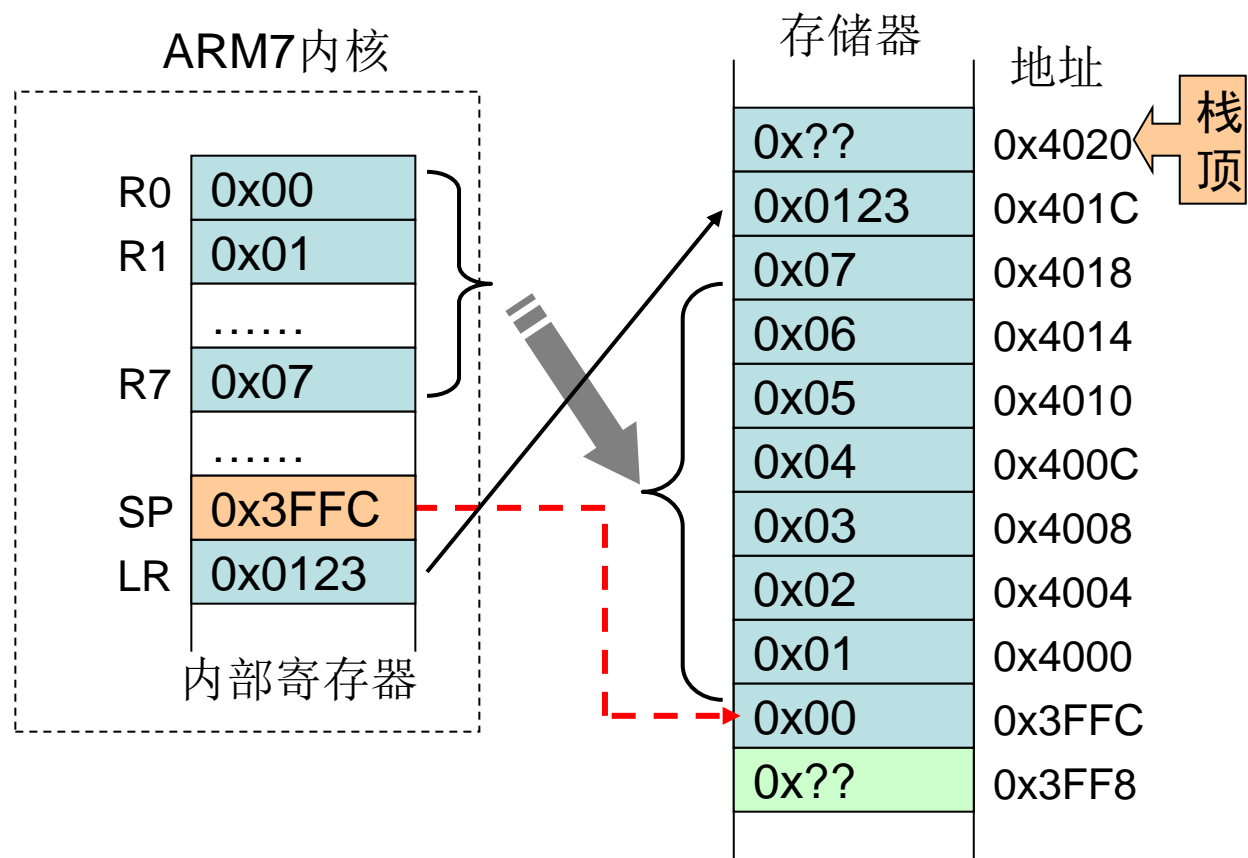 ARM7内核
R0 0x00
R1 0x01
……
R7 0x07
……
SP 0x3FFC
LR 0x0123
内部寄存器
存储器
地址
0x?? 0x4020
0x0123 0x401C
0x07 0x4018
0x06 0x4014
0x05 0x4010
0x04 0x400C
0x03 0x4008
0x02 0x4004
0x01 0x4000
0x00 0x3FFC
0x?? 0x3FF8
栈
顶